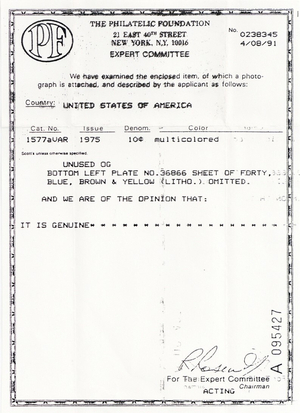 PF
THE PHILATELIC FOUNDATION
21 EAST 40TH STREET
NEW YORK, N.Y. 10016
EXPERT COMMITTEE
No. 0238345
4/08/91
We have examined the enclosed item, of which a photo-
graph is attached, and described by the applicant as follows:
Country: UNITED STATES OF AMERICA
Cat. No. Issue Denom. Color
1577aVAR 1975 10¢ multicolored
Scott's unless otherwise specified.
UNUSED OG
BOTTOM LEFT PLATE NO.36866 SHEET OF FORTY,
BLUE, BROWN & YELLOW (LITHO.) OMITTED.
AND WE ARE OF THE OPINION THAT:
IT IS GENUINE
For The Expert Committee
Chairman
ACTING
A 095427